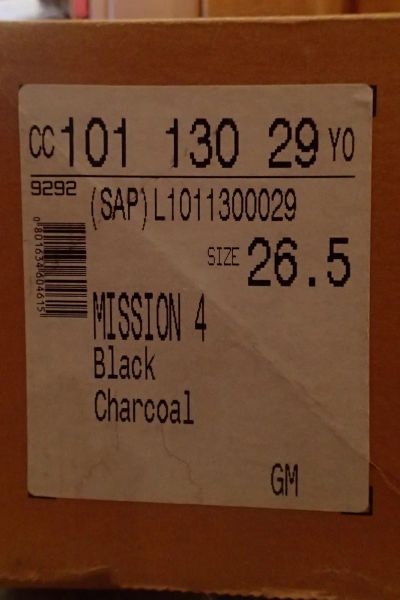 CC 101 130 29 YO
9292
(SAP)L1011300029
SIZE 26.5
MISSION 4
Black
Charcoal
GM